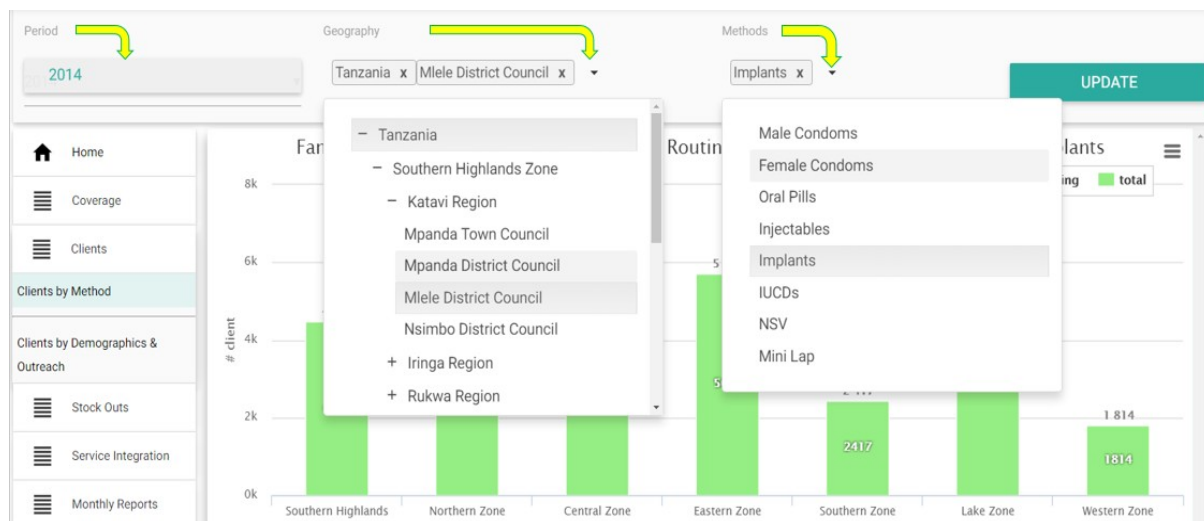 Period
Geography
Methods
2014
Tanzania x Mlele District Council x
Implants x
UPDATE
Home
Coverage
Clients
Clients by Method
Clients by Demographics &
Outreach
Stock Outs
Service Integration
Monthly Reports
− Tanzania
− Southern Highlands Zone
− Katavi Region
Mpanda Town Council
Mpanda District Council
Mlele District Council
Nsimbo District Council
+ Iringa Region
+ Rukwa Region
Male Condoms
Female Condoms
Oral Pills
Injectables
Implants
IUCDs
NSV
Mini Lap
total
8k
6k
4k
2k
0k
# client
2417
1 814
1814
Southern Highlands
Northern Zone
Central Zone
Eastern Zone
Southern Zone
Lake Zone
Western Zone